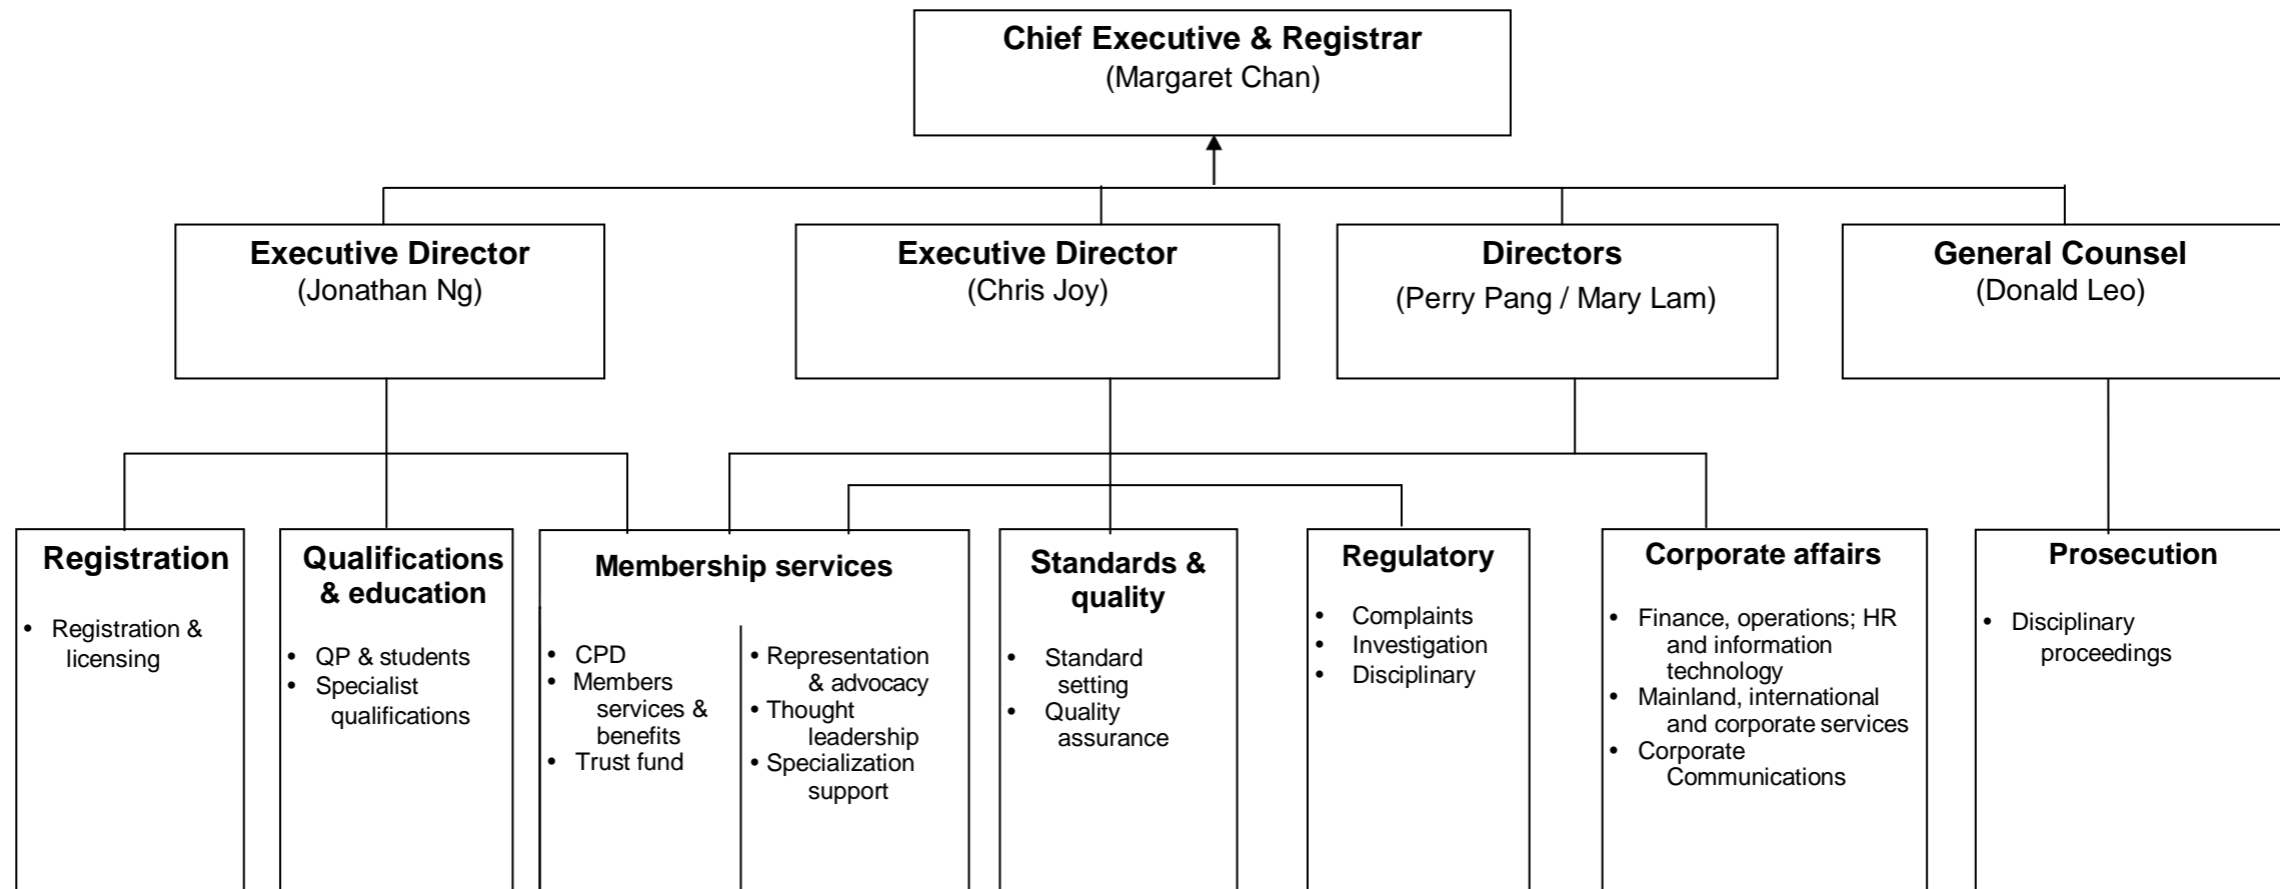 Chief Executive & Registrar
(Margaret Chan)
Executive Director
(Jonathan Ng)
Executive Director
(Chris Joy)
Directors
(Perry Pang / Mary Lam)
General Counsel
(Donald Leo)
Registration
• Registration &
licensing
Qualifications
& education
• QP & students
• Specialist
qualifications
Membership services
• CPD
• Members
services &
benefits
• Trust fund
• Representation
& advocacy
• Thought
leadership
• Specialization
support
Standards &
quality
• Standard
setting
• Quality
assurance
Regulatory
• Complaints
• Investigation
• Disciplinary
Corporate affairs
• Finance, operations; HR
and information
technology
• Mainland, international
and corporate services
• Corporate
Communications
Prosecution
• Disciplinary
proceedings